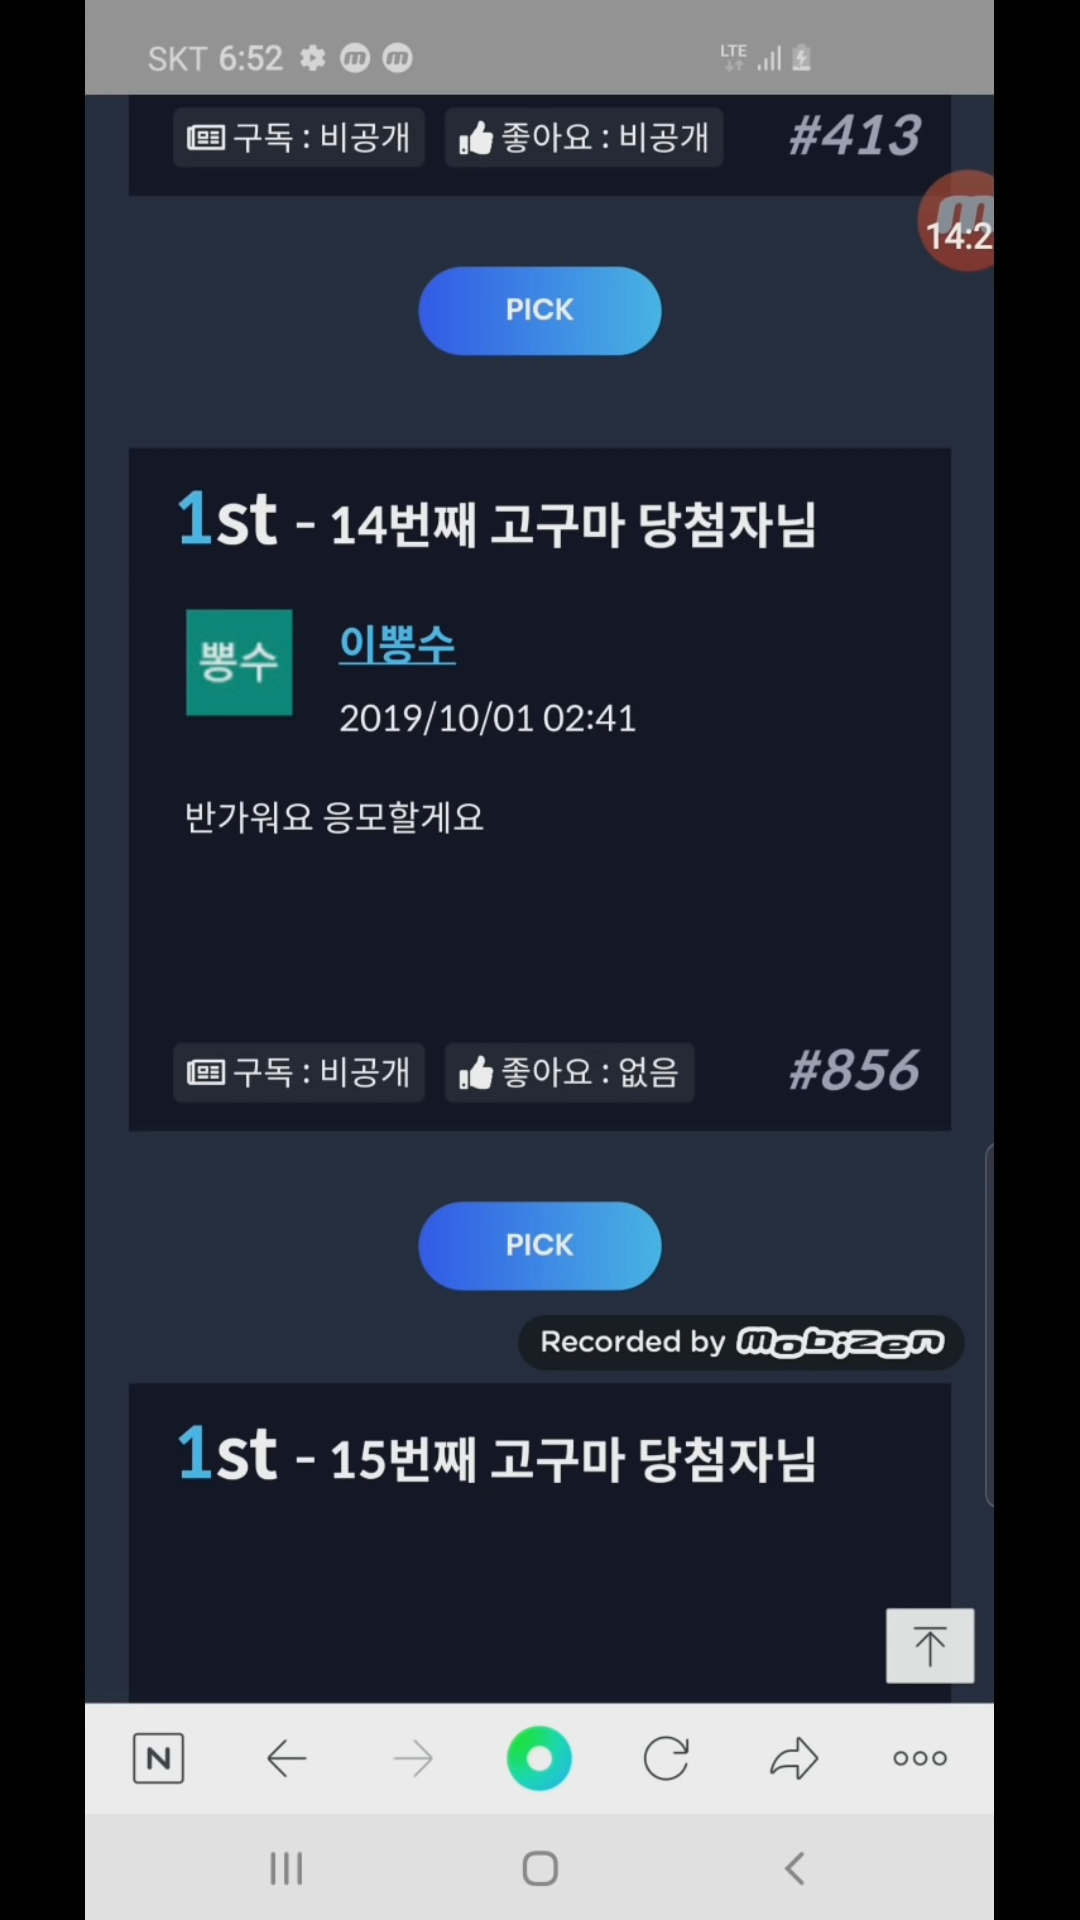 SKT 6:52 LTE
구독 : 비공개 좋아요 : 비공개 #413
14:2
PICK
1st - 14번째 고구마 당첨자님
뽕수 이뽕수
2019/10/01 02:41
반가워요 응모할게요
구독 : 비공개 좋아요 : 없음 #856
PICK
Recorded by mobizen
1st - 15번째 고구마 당첨자님
N